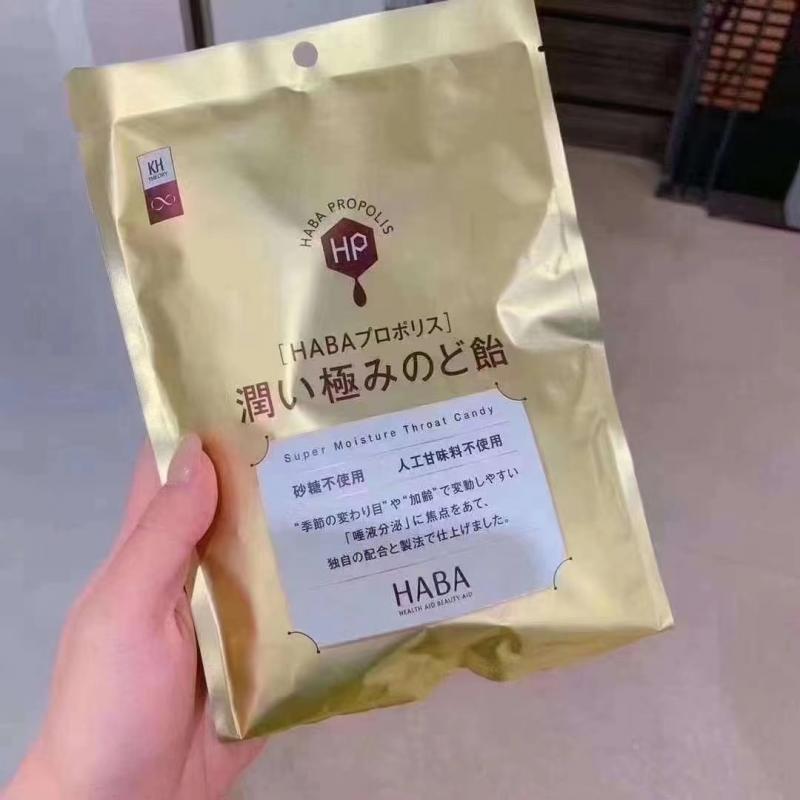 KH
THEORY
HABA PROPOLIS
HP
[HABAプロポリス]
潤い極みのど飴
Super Moisture Throat Candy
砂糖不使用 人工甘味料不使用
“季節の変わり目”や“加齢”で変動しやすい
「唾液分泌」に焦点をあて、
独自の配合と製法で仕上げました。
HABA
HEALTH AID BEAUTY AID